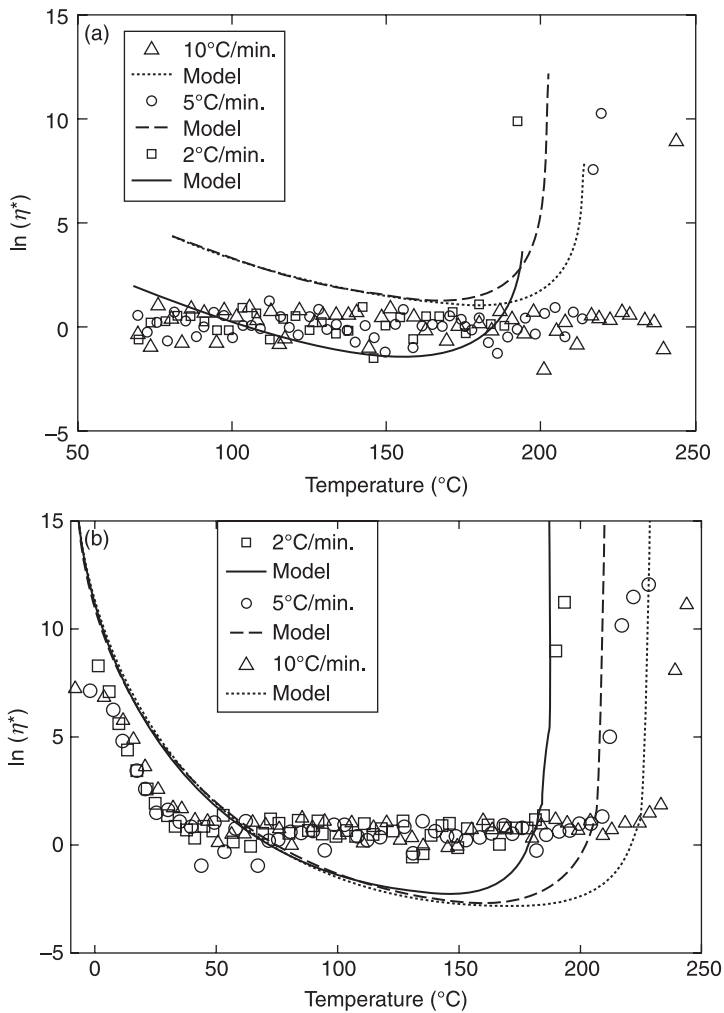 15
(a)
10°C/min.
Model
5°C/min.
Model
2°C/min.
Model
10
5
0
−5
ln (η*)
50
100
150
200
250
Temperature (°C)
15
(b)
2°C/min.
Model
5°C/min.
Model
10°C/min.
Model
10
5
0
−5
ln (η*)
0
50
100
150
200
250
Temperature (°C)